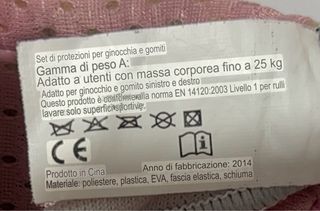 Set di protezioni per ginocchia e gomiti
Gamma di peso A:
Adatto a utenti con massa corporea fino a 25 kg
Adatto per ginocchio e gomito sinistro e destro
Questo prodotto è conforme alla norma EN 14120:2003 Livello 1 per rulli
lavare solo superficialmente
CE
Prodotto in Cina
Anno di fabbricazione: 2014
Materiale: poliestere, plastica, EVA, fascia elastica, schiuma